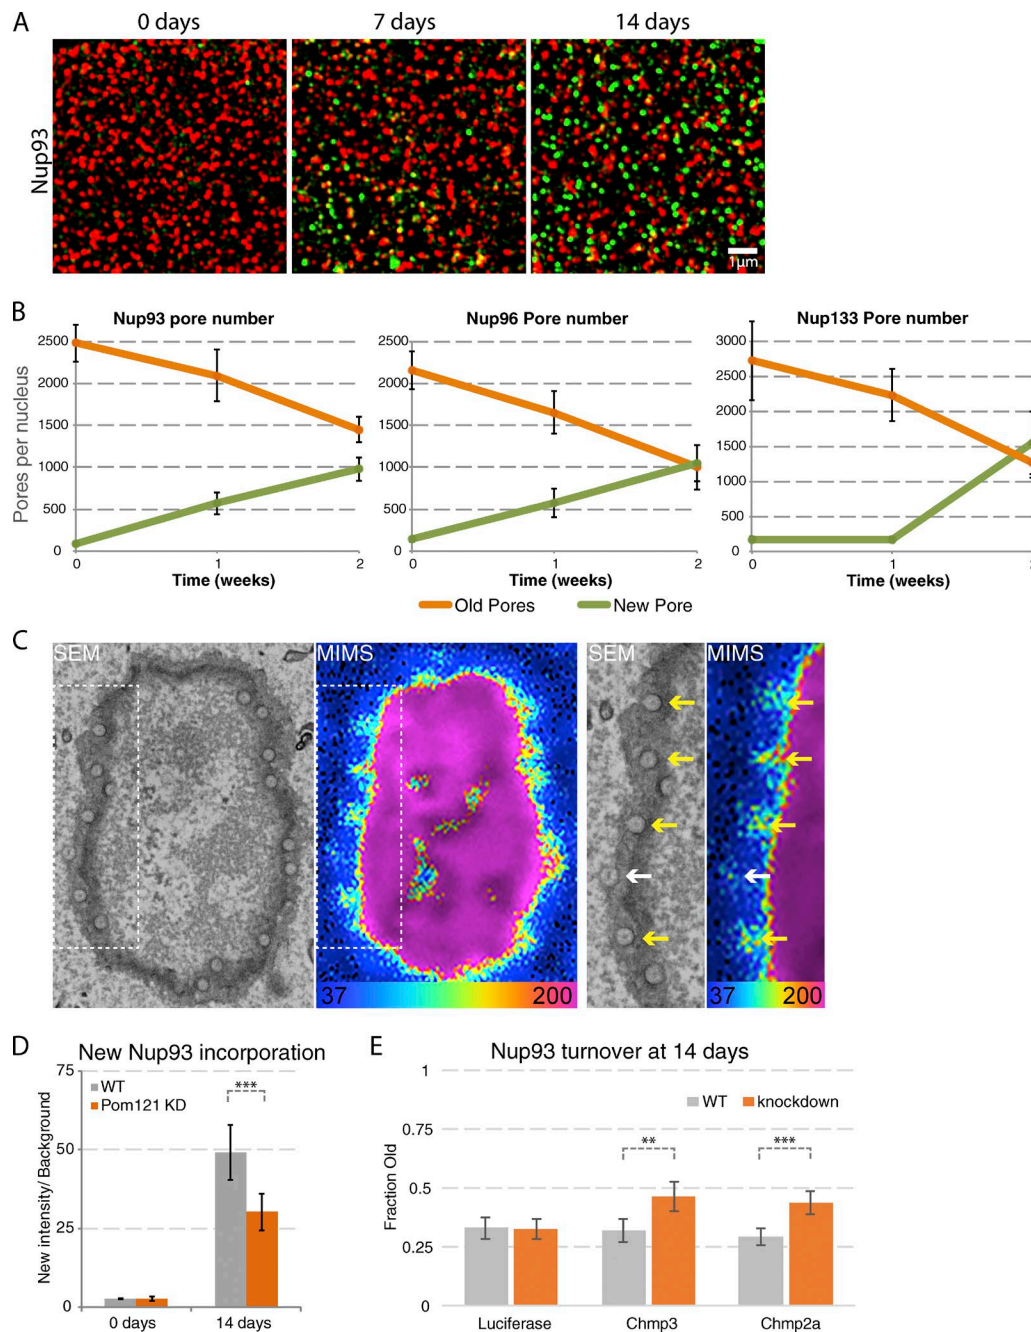 A
0 days 7 days 14 days
Nup93
1µm
B
Nup93 pore number Nup96 Pore number Nup133 Pore number
Pores per nucleus
2500 2500 3000
2000 2000 2500
1500 1500 2000
1000 1000 1500
500 500 1000
0 0 500
0
0 1 2 0 1 2 0 1
Time (weeks) Time (weeks) Time (weeks)
Old Pores New Pore
C
SEM MIMS SEM MIMS
37 200 37 200
D
New Nup93 incorporation
New intensity/ Background
75
50
25
0
WT
Pom121 KD
***
0 days 14 days
E
Nup93 turnover at 14 days
Fraction Old
1
0.75
0.5
0.25
0
WT knockdown
** ***
Luciferase Chmp3 Chmp2a